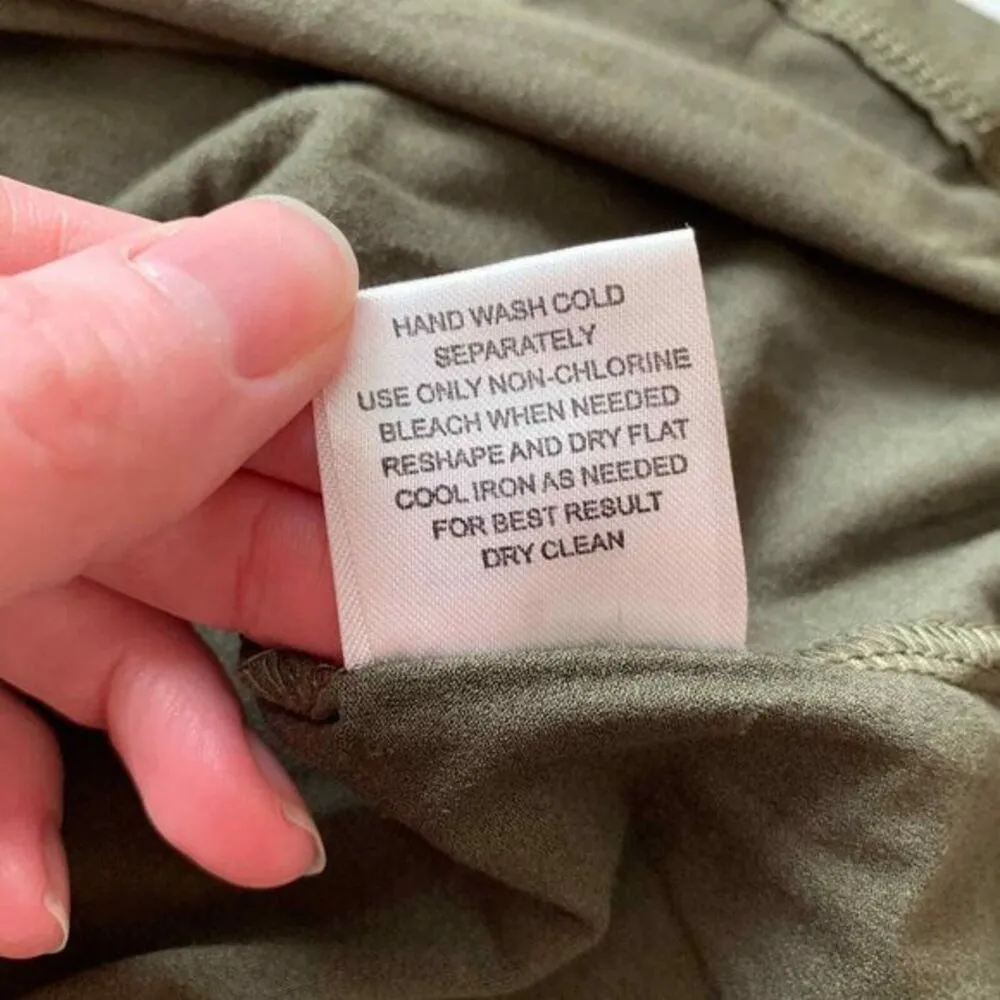 HAND WASH COLD
SEPARATELY
USE ONLY NON-CHLORINE
BLEACH WHEN NEEDED
RESHAPE AND DRY FLAT
COOL IRON AS NEEDED
FOR BEST RESULT
DRY CLEAN